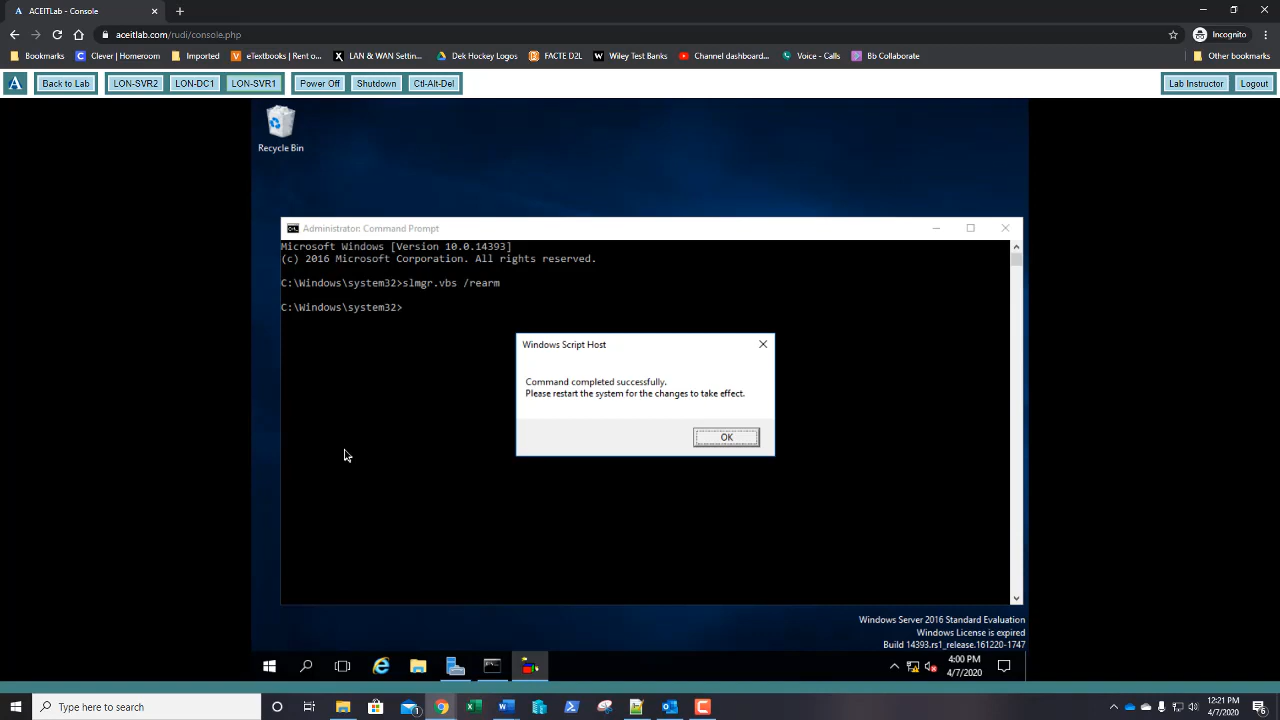 ACEITLab - Console
aceitlab.com/rudi/console.php
Incognito
Bookmarks
Clever | Homeroom
Imported
eTextbooks | Rent o...
LAN & WAN Settin...
Dek Hockey Logos
FACTE D2L
Wiley Test Banks
Channel dashboard...
Voice - Calls
Bb Collaborate
Other bookmarks
Back to Lab
LON-SVR2
LON-DC1
LON-SVR1
Power Off
Shutdown
Ctl-Alt-Del
Lab Instructor
Logout
Recycle Bin
Administrator: Command Prompt
Microsoft Windows [Version 10.0.14393]
(c) 2016 Microsoft Corporation. All rights reserved.
C:\Windows\system32>slmgr.vbs /rearm
C:\Windows\system32>
Windows Script Host
Command completed successfully.
Please restart the system for the changes to take effect.
OK
Windows Server 2016 Standard Evaluation
Windows License is expired
Build 14393.rs1_release.161220-1747
4:00 PM
4/7/2020
Type here to search
12:21 PM
4/7/2020